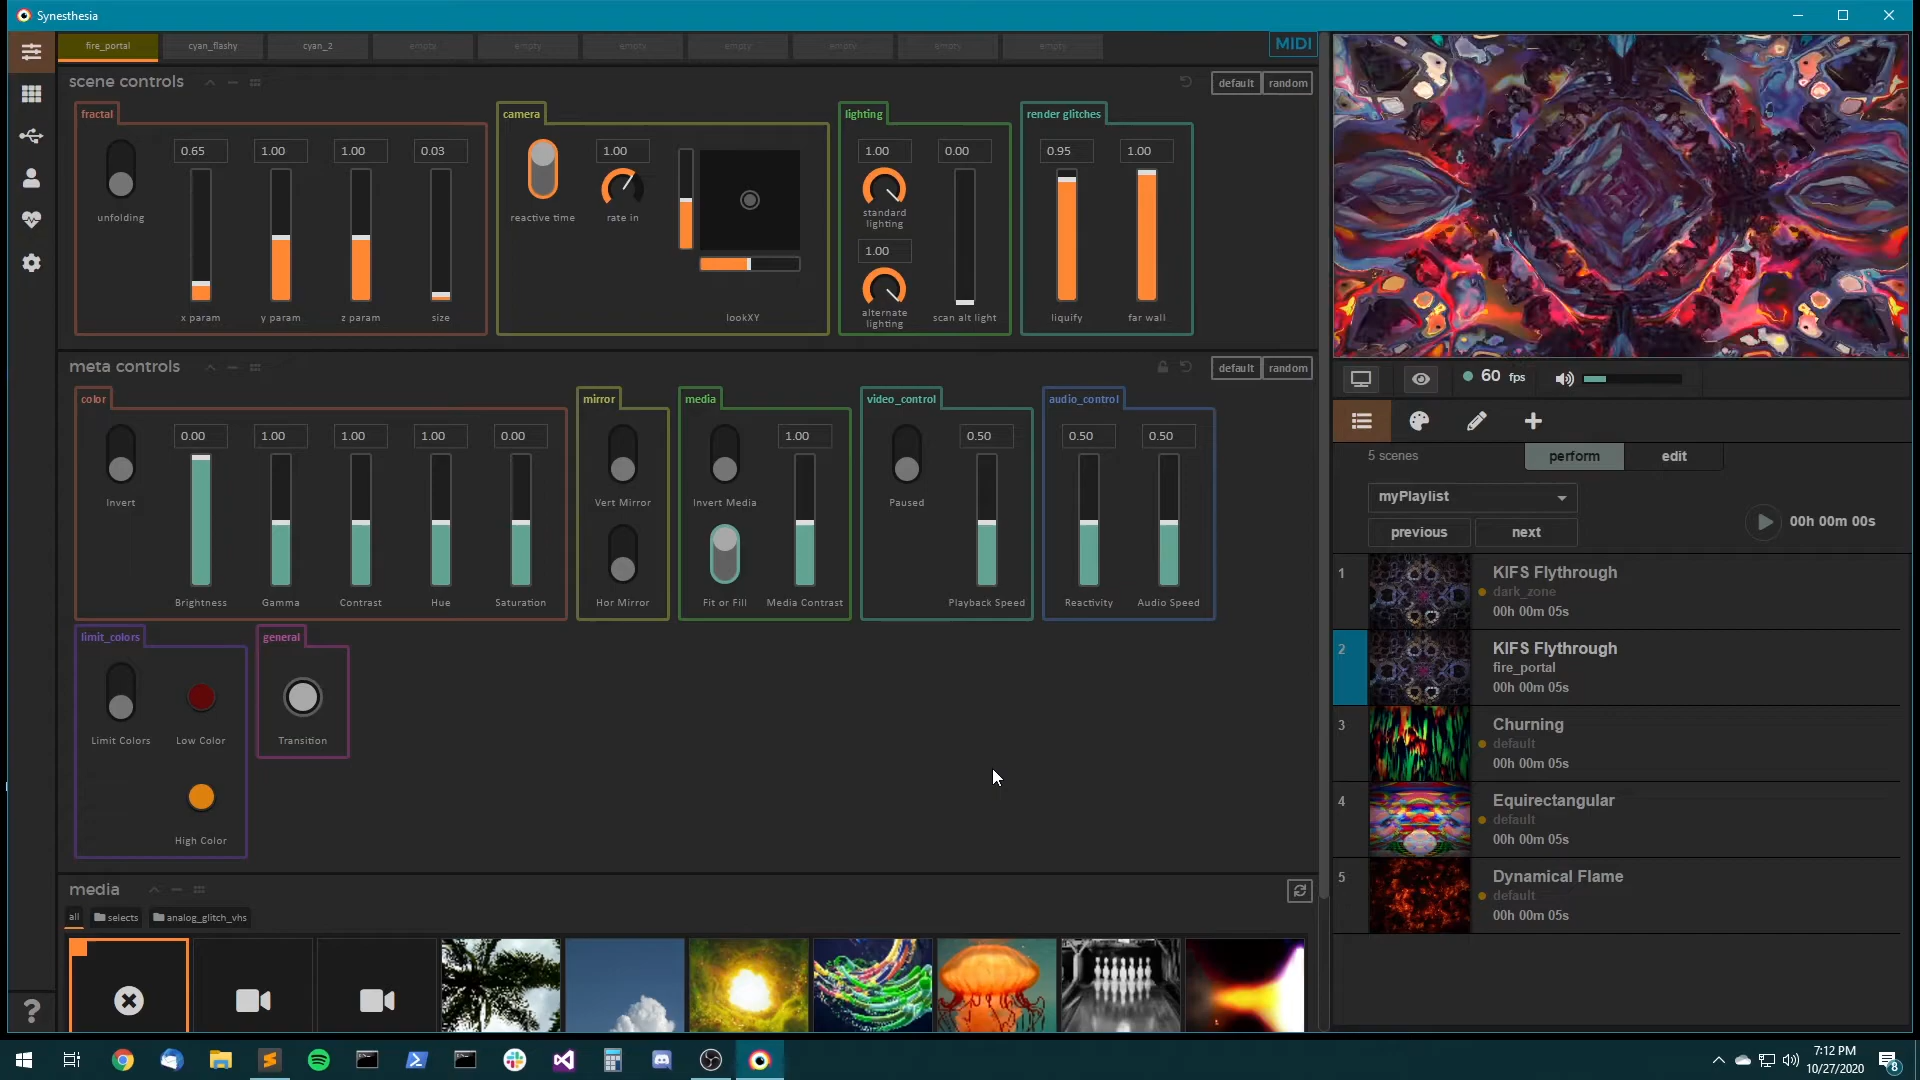 Synesthesia
fire_portal
cyan_flashy
cyan_2
empty
empty
empty
empty
empty
empty
empty
MIDI
scene controls
default
random
fractal
camera
lighting
render glitches
0.65
1.00
1.00
0.03
1.00
1.00
0.00
0.95
1.00
unfolding
reactive time
rate in
standard
lighting
1.00
x param
y param
z param
size
lookXY
alternate
lighting
scan alt light
liquify
far wall
meta controls
default
random
color
mirror
media
video_control
audio_control
0.00
1.00
1.00
1.00
0.00
1.00
0.50
0.50
0.50
Invert
Vert Mirror
Invert Media
Paused
Brightness
Gamma
Contrast
Hue
Saturation
Hor Mirror
Fit or Fill
Media Contrast
Playback Speed
Reactivity
Audio Speed
limit_colors
general
Limit Colors
Low Color
Transition
High Color
media
all
selects
analog_glitch_vhs
60 fps
5 scenes
perform
edit
myPlaylist
previous
next
00h 00m 00s
1
KIFS Flythrough
dark_zone
00h 00m 05s
2
KIFS Flythrough
fire_portal
00h 00m 05s
3
Churning
default
00h 00m 05s
4
Equirectangular
default
00h 00m 05s
5
Dynamical Flame
default
00h 00m 05s
?
7:12 PM
10/27/2020
8